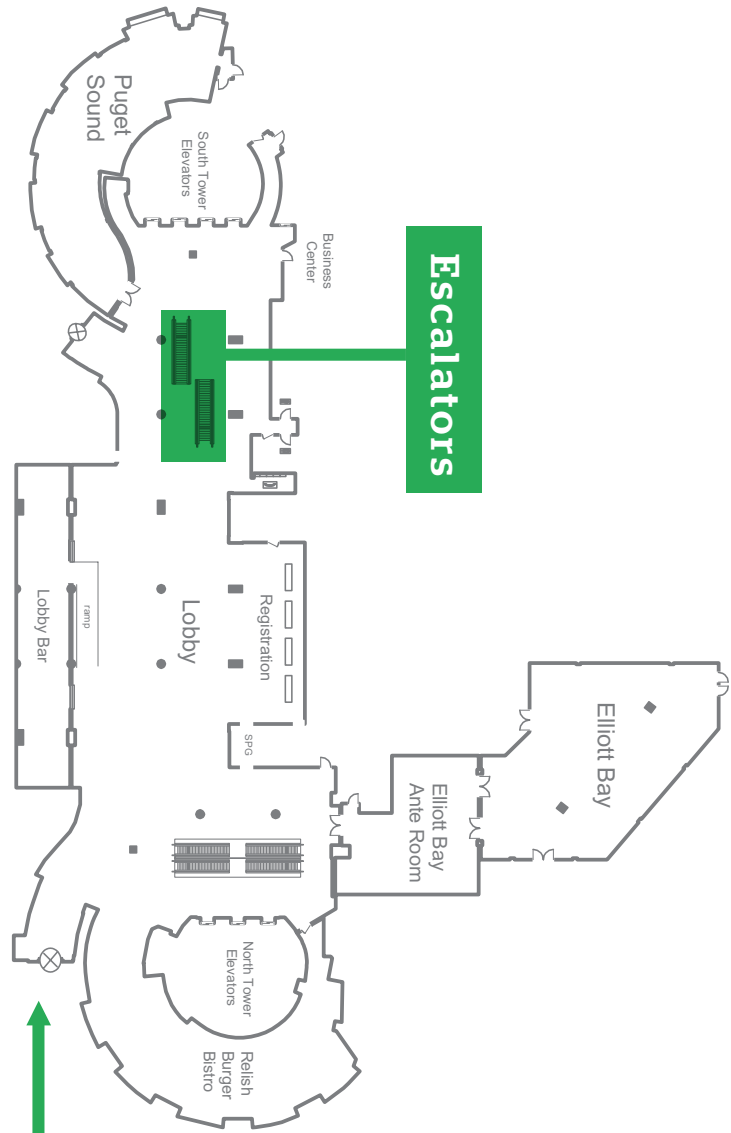 Puget
Sound
South Tower
Elevators
Business
Center
Escalators
Lobby Bar
ramp
Lobby
Registration
SPG
Elliott Bay
Elliott Bay
Ante Room
North Tower
Elevators
Relish
Burger
Bistro